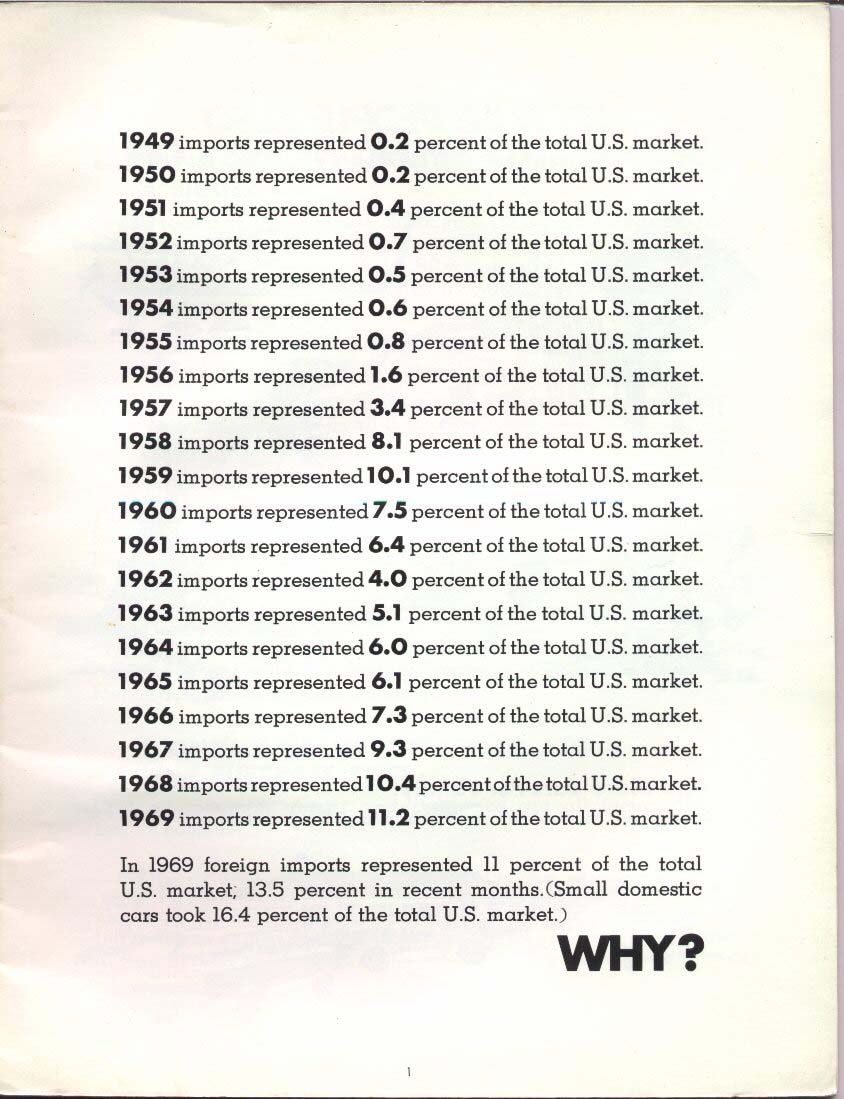 1949 imports represented 0.2 percent of the total U.S. market.
1950 imports represented 0.2 percent of the total U.S. market.
1951 imports represented 0.4 percent of the total U.S. market.
1952 imports represented 0.7 percent of the total U.S. market.
1953 imports represented 0.5 percent of the total U.S. market.
1954 imports represented 0.6 percent of the total U.S. market.
1955 imports represented 0.8 percent of the total U.S. market.
1956 imports represented 1.6 percent of the total U.S. market.
1957 imports represented 3.4 percent of the total U.S. market.
1958 imports represented 8.1 percent of the total U.S. market.
1959 imports represented 10.1 percent of the total U.S. market.
1960 imports represented 7.5 percent of the total U.S. market.
1961 imports represented 6.4 percent of the total U.S. market.
1962 imports represented 4.0 percent of the total U.S. market.
1963 imports represented 5.1 percent of the total U.S. market.
1964 imports represented 6.0 percent of the total U.S. market.
1965 imports represented 6.1 percent of the total U.S. market.
1966 imports represented 7.3 percent of the total U.S. market.
1967 imports represented 9.3 percent of the total U.S. market.
1968 imports represented 10.4 percent of the total U.S. market.
1969 imports represented 11.2 percent of the total U.S. market.
In 1969 foreign imports represented 11 percent of the total
U.S. market; 13.5 percent in recent months.(Small domestic
cars took 16.4 percent of the total U.S. market.)
WHY?
1